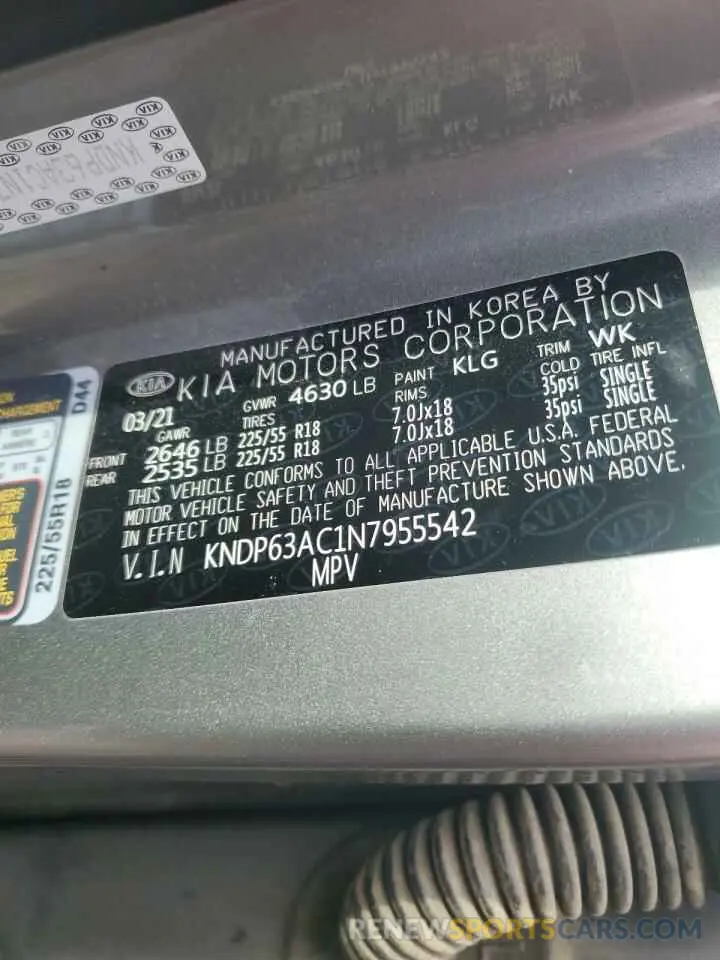 KNDP63AC1N
MANUFACTURED IN KOREA BY
KIA KIA MOTORS CORPORATION
03/21 GVWR 4630 LB PAINT KLG TRIM WK
GAWR TIRES RIMS COLD TIRE INFL
FRONT 2646 LB 225/55 R18 7.0Jx18 35psi SINGLE
REAR 2535 LB 225/55 R18 7.0Jx18 35psi SINGLE
THIS VEHICLE CONFORMS TO ALL APPLICABLE U.S.A. FEDERAL
MOTOR VEHICLE SAFETY AND THEFT PREVENTION STANDARDS
IN EFFECT ON THE DATE OF MANUFACTURE SHOWN ABOVE.
V.I.N KNDP63AC1N7955542
MPV
D44
225/55R18
RENEWSPORTSCARS.COM